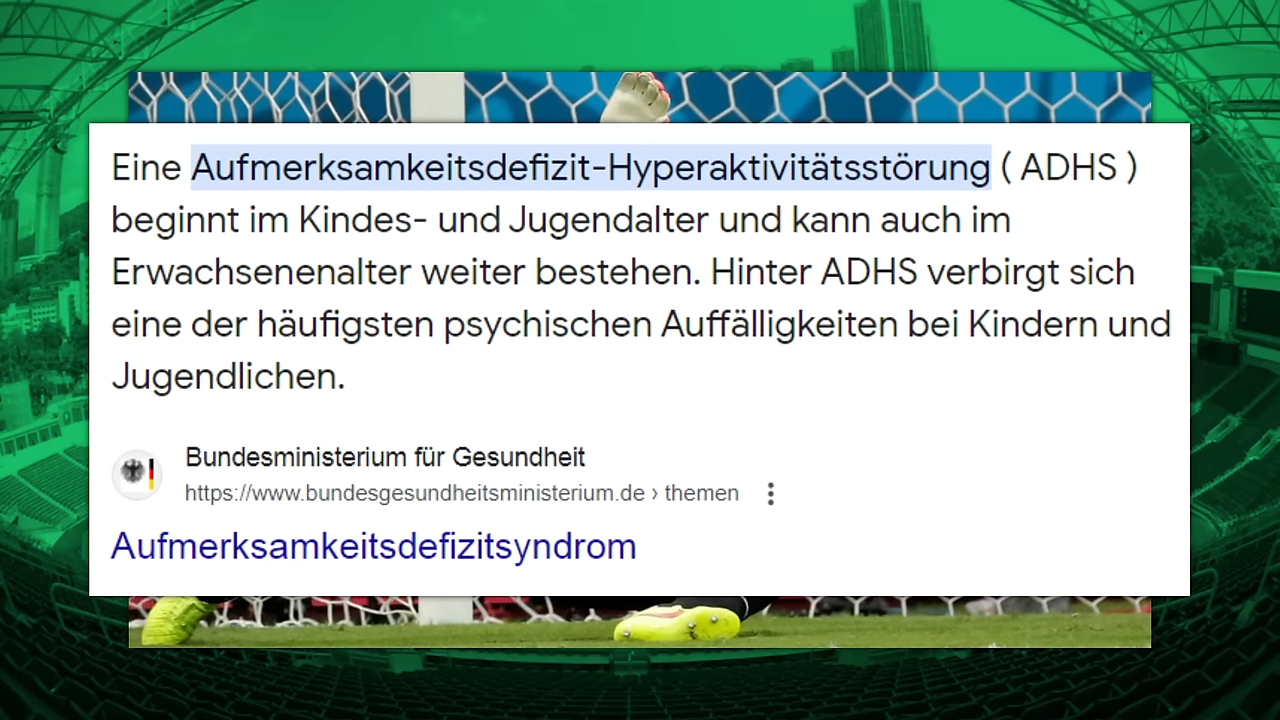 Eine Aufmerksamkeitsdefizit-Hyperaktivitätsstörung ( ADHS )
beginnt im Kindes- und Jugendalter und kann auch im
Erwachsenenalter weiter bestehen. Hinter ADHS verbirgt sich
eine der häufigsten psychischen Auffälligkeiten bei Kindern und
Jugendlichen.
Bundesministerium für Gesundheit
https://www.bundesgesundheitsministerium.de › themen
Aufmerksamkeitsdefizitsyndrom